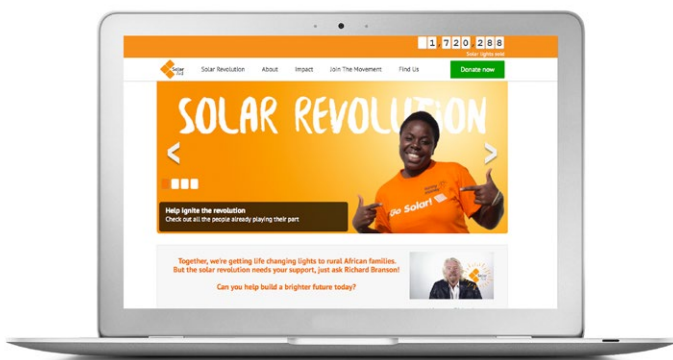 1,720,288
Solar lights sold
Solar Revolution
About
Impact
Join The Movement
Find Us
Donate now
SOLAR REVOLUTION
Go Solar!
Help ignite the revolution
Check out all the people already playing their part
Together, we're getting life changing lights to rural African families.
But the solar revolution needs your support, just ask Richard Branson!
Can you help build a brighter future today?